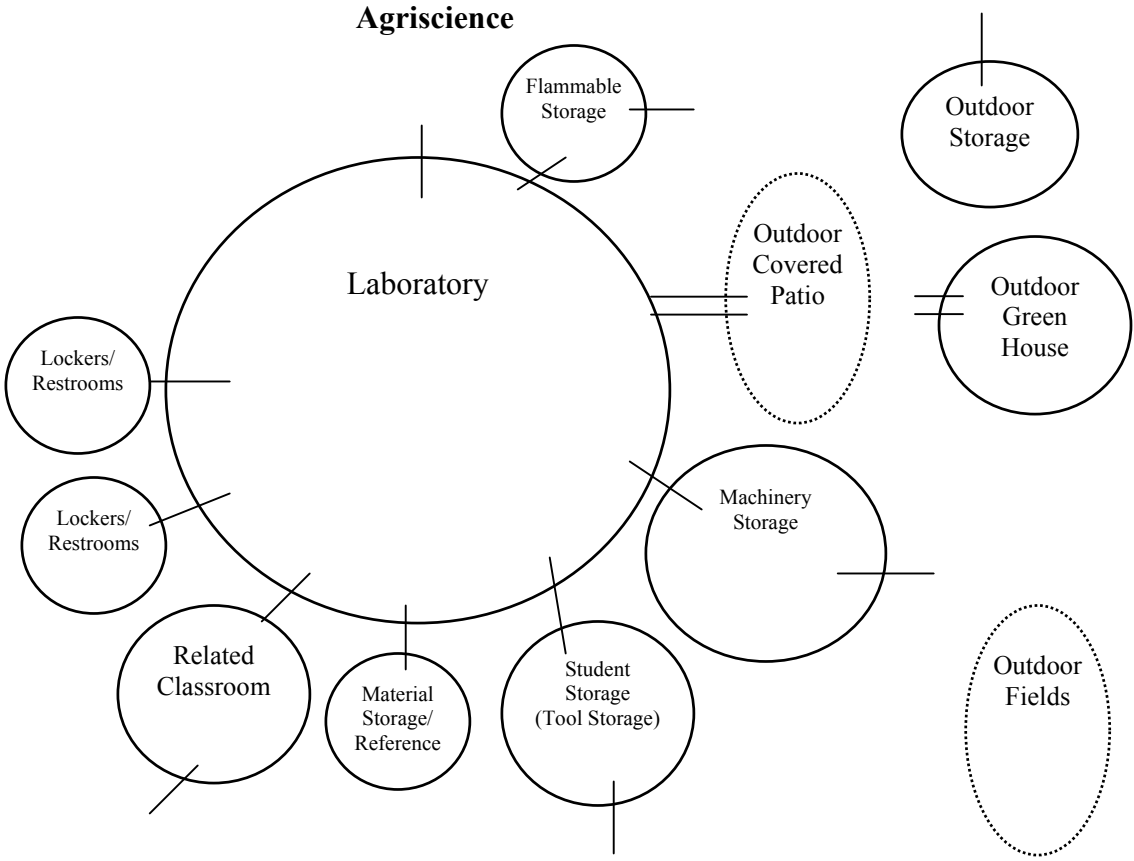 Agriscience
Flammable
Storage
Outdoor
Storage
Laboratory
Outdoor
Covered
Patio
Outdoor
Green
House
Lockers/
Restrooms
Lockers/
Restrooms
Machinery
Storage
Related
Classroom
Material
Storage/
Reference
Student
Storage
(Tool Storage)
Outdoor
Fields